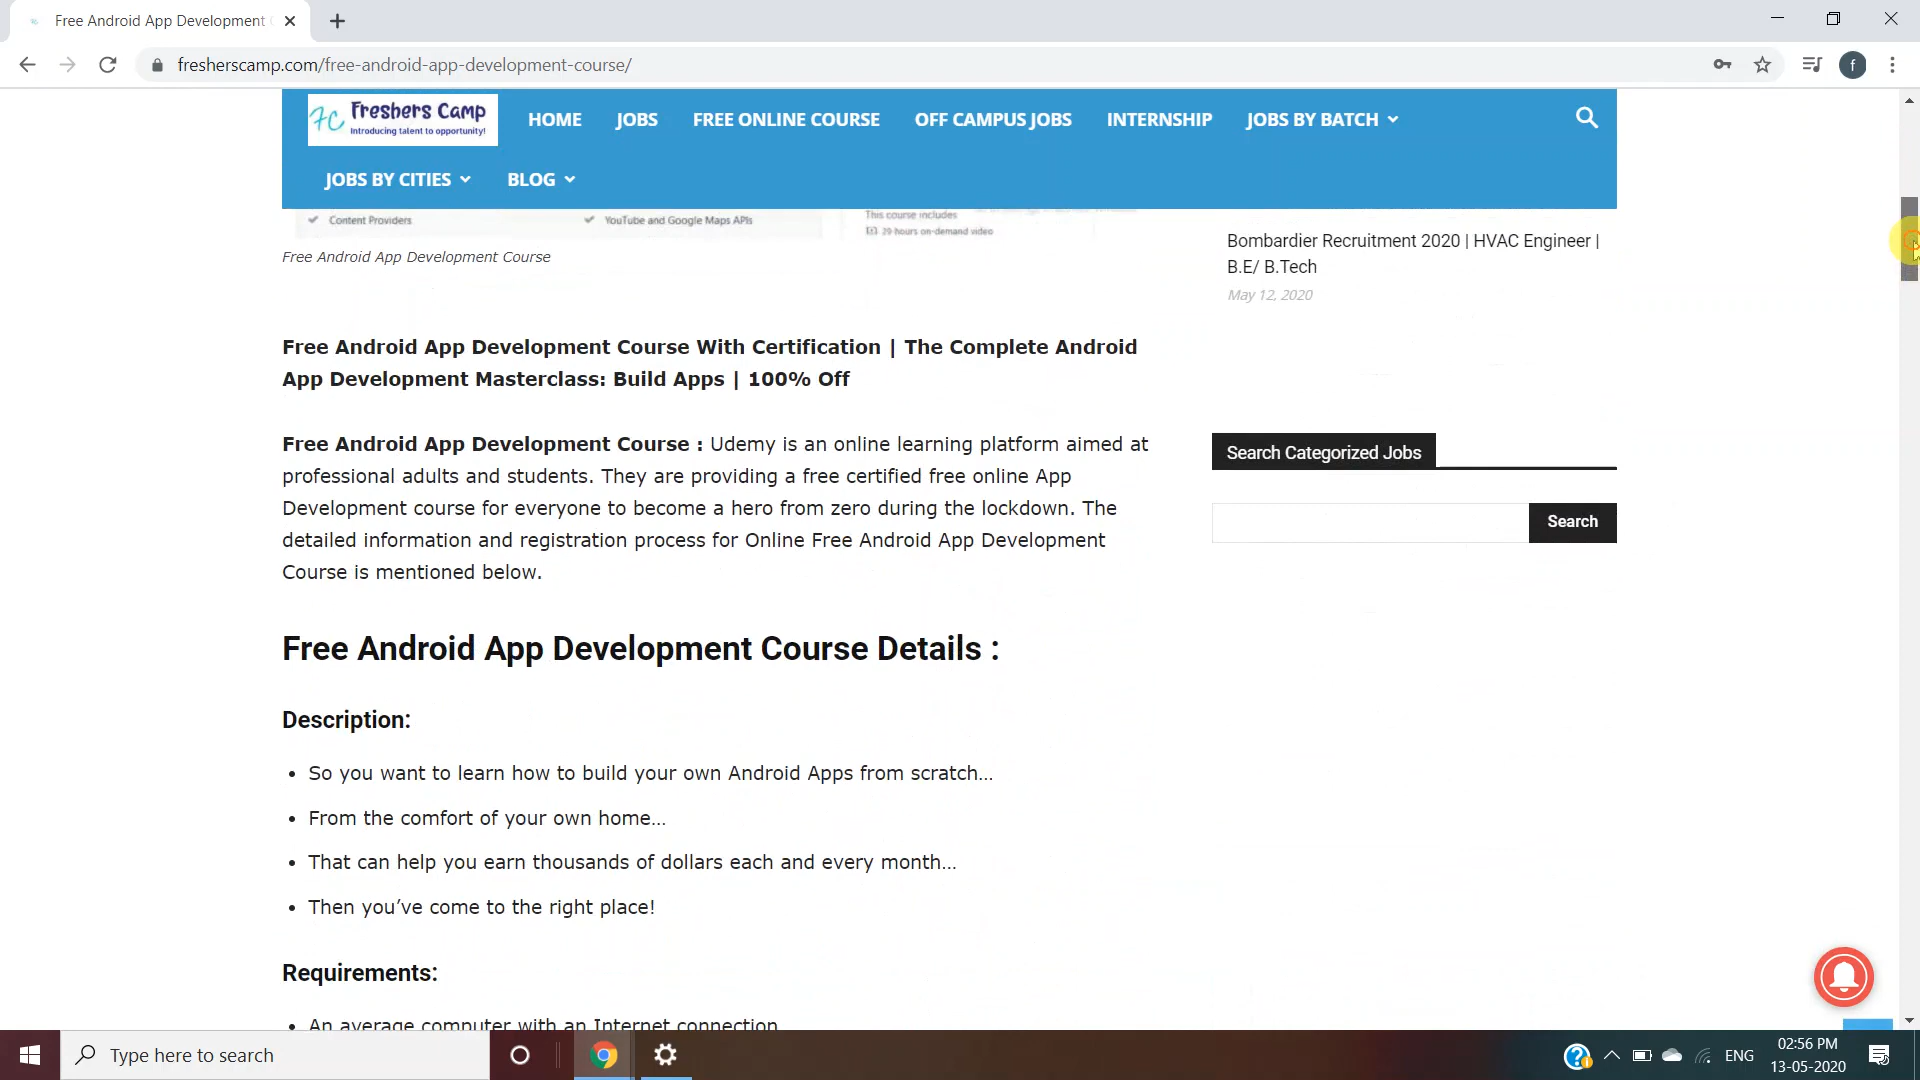 Free Android App Development
fresherscamp.com/free-android-app-development-course/
f
FC Freshers Camp
Introducing talent to opportunity!
HOME JOBS FREE ONLINE COURSE OFF CAMPUS JOBS INTERNSHIP JOBS BY BATCH
JOBS BY CITIES BLOG
Content Providers
YouTube and Google Maps APIs
This course includes
29 hours on-demand video
Free Android App Development Course
Bombardier Recruitment 2020 | HVAC Engineer |
B.E/ B.Tech
May 12, 2020
Free Android App Development Course With Certification | The Complete Android
App Development Masterclass: Build Apps | 100% Off
Free Android App Development Course : Udemy is an online learning platform aimed at
professional adults and students. They are providing a free certified free online App
Development course for everyone to become a hero from zero during the lockdown. The
detailed information and registration process for Online Free Android App Development
Course is mentioned below.
Search Categorized Jobs
Search
Free Android App Development Course Details :
Description:
• So you want to learn how to build your own Android Apps from scratch…
• From the comfort of your own home…
• That can help you earn thousands of dollars each and every month…
• Then you’ve come to the right place!
Requirements:
• An average computer with an Internet connection
Type here to search
ENG
02:56 PM
13-05-2020